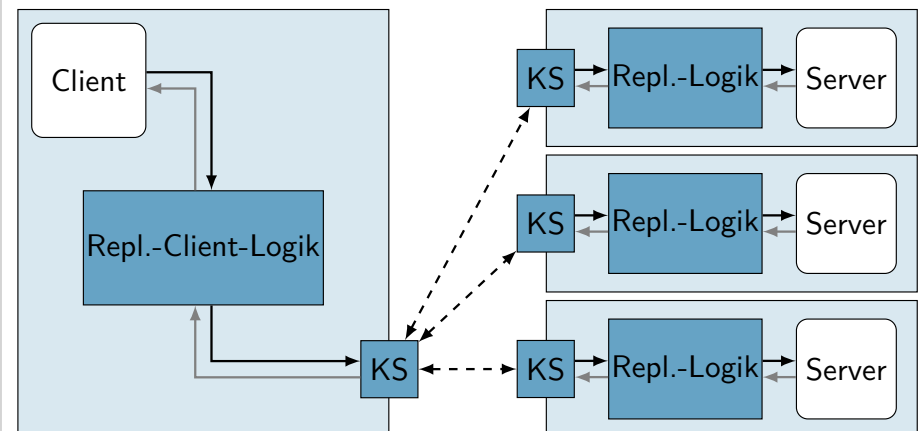 Client
Repl.-Client-Logik
KS
KS
Repl.-Logik
Server
KS
Repl.-Logik
Server
KS
Repl.-Logik
Server